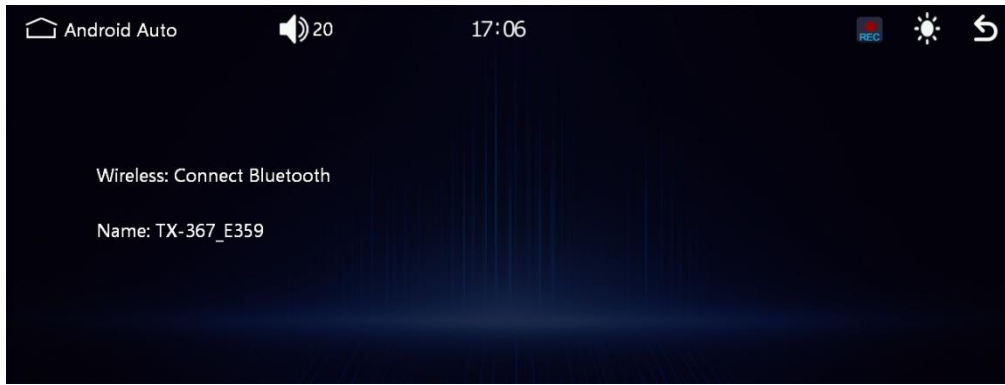 Android Auto 20 17:06 REC
Wireless: Connect Bluetooth
Name: TX-367_E359